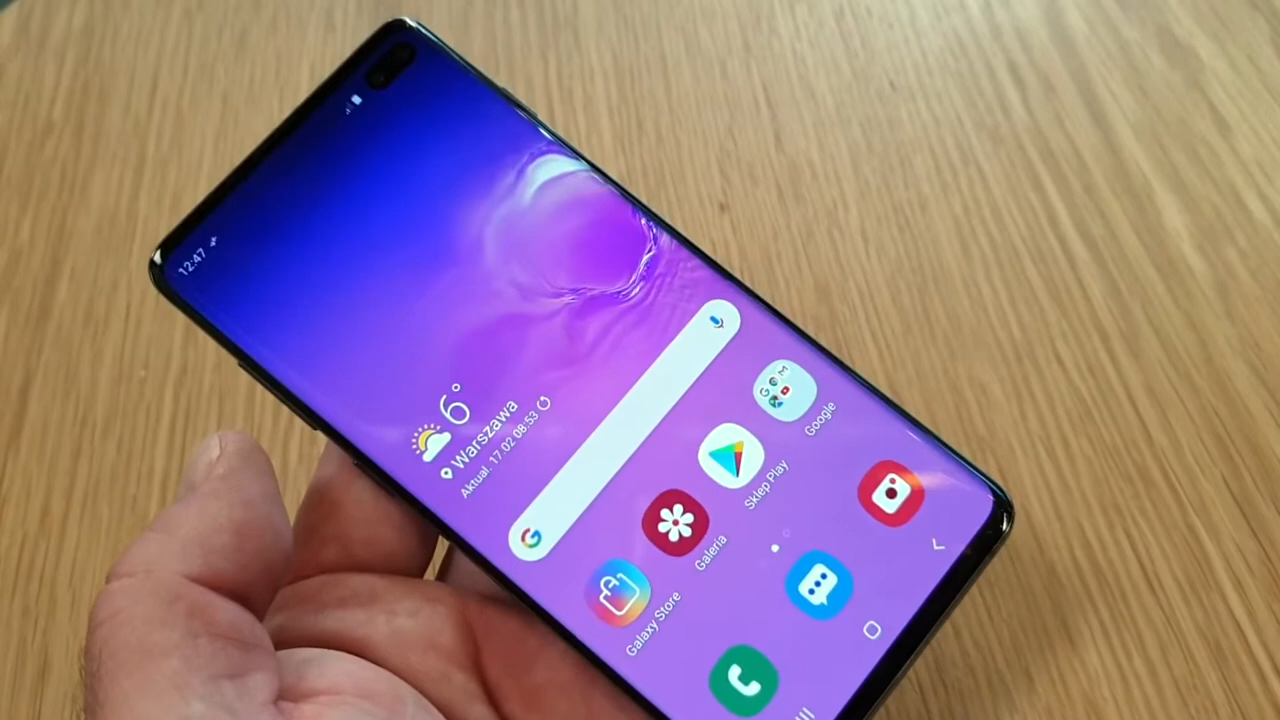 12:47
6°
Warszawa
Aktual. 17.02 08:53
Galaxy Store
Galeria
Sklep Play
Google